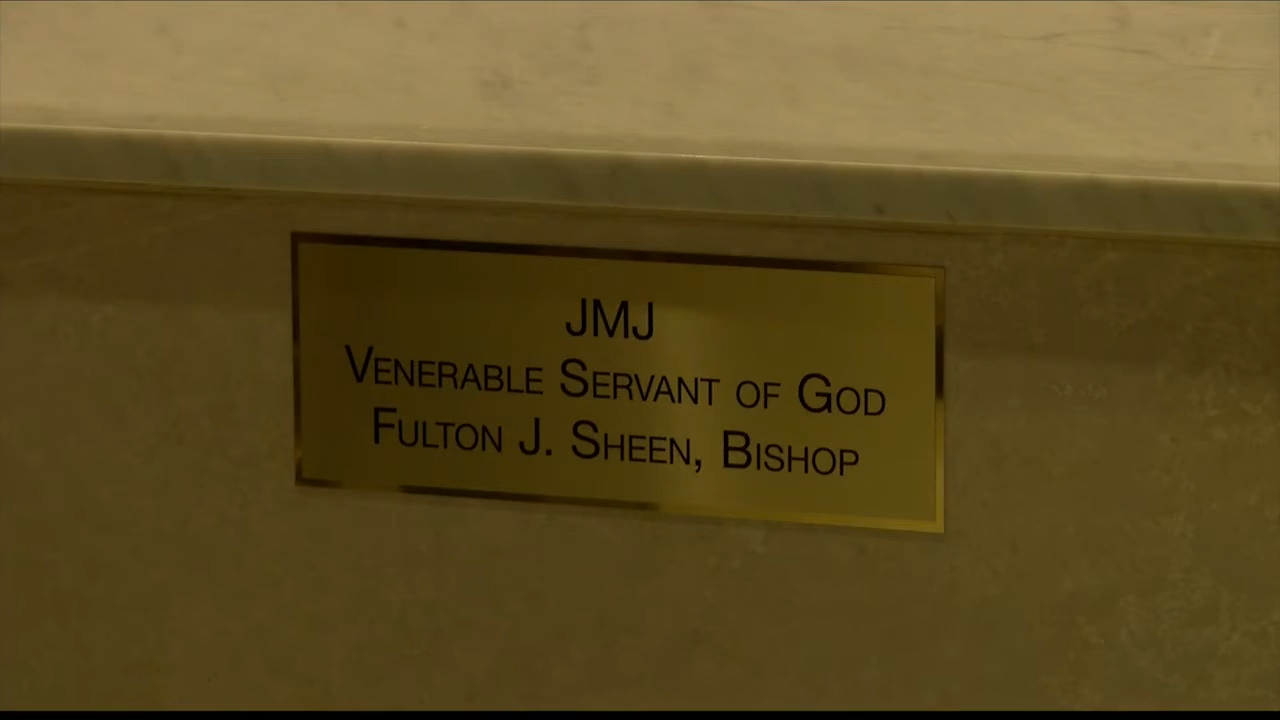 JMJ
Venerable Servant of God
Fulton J. Sheen, Bishop